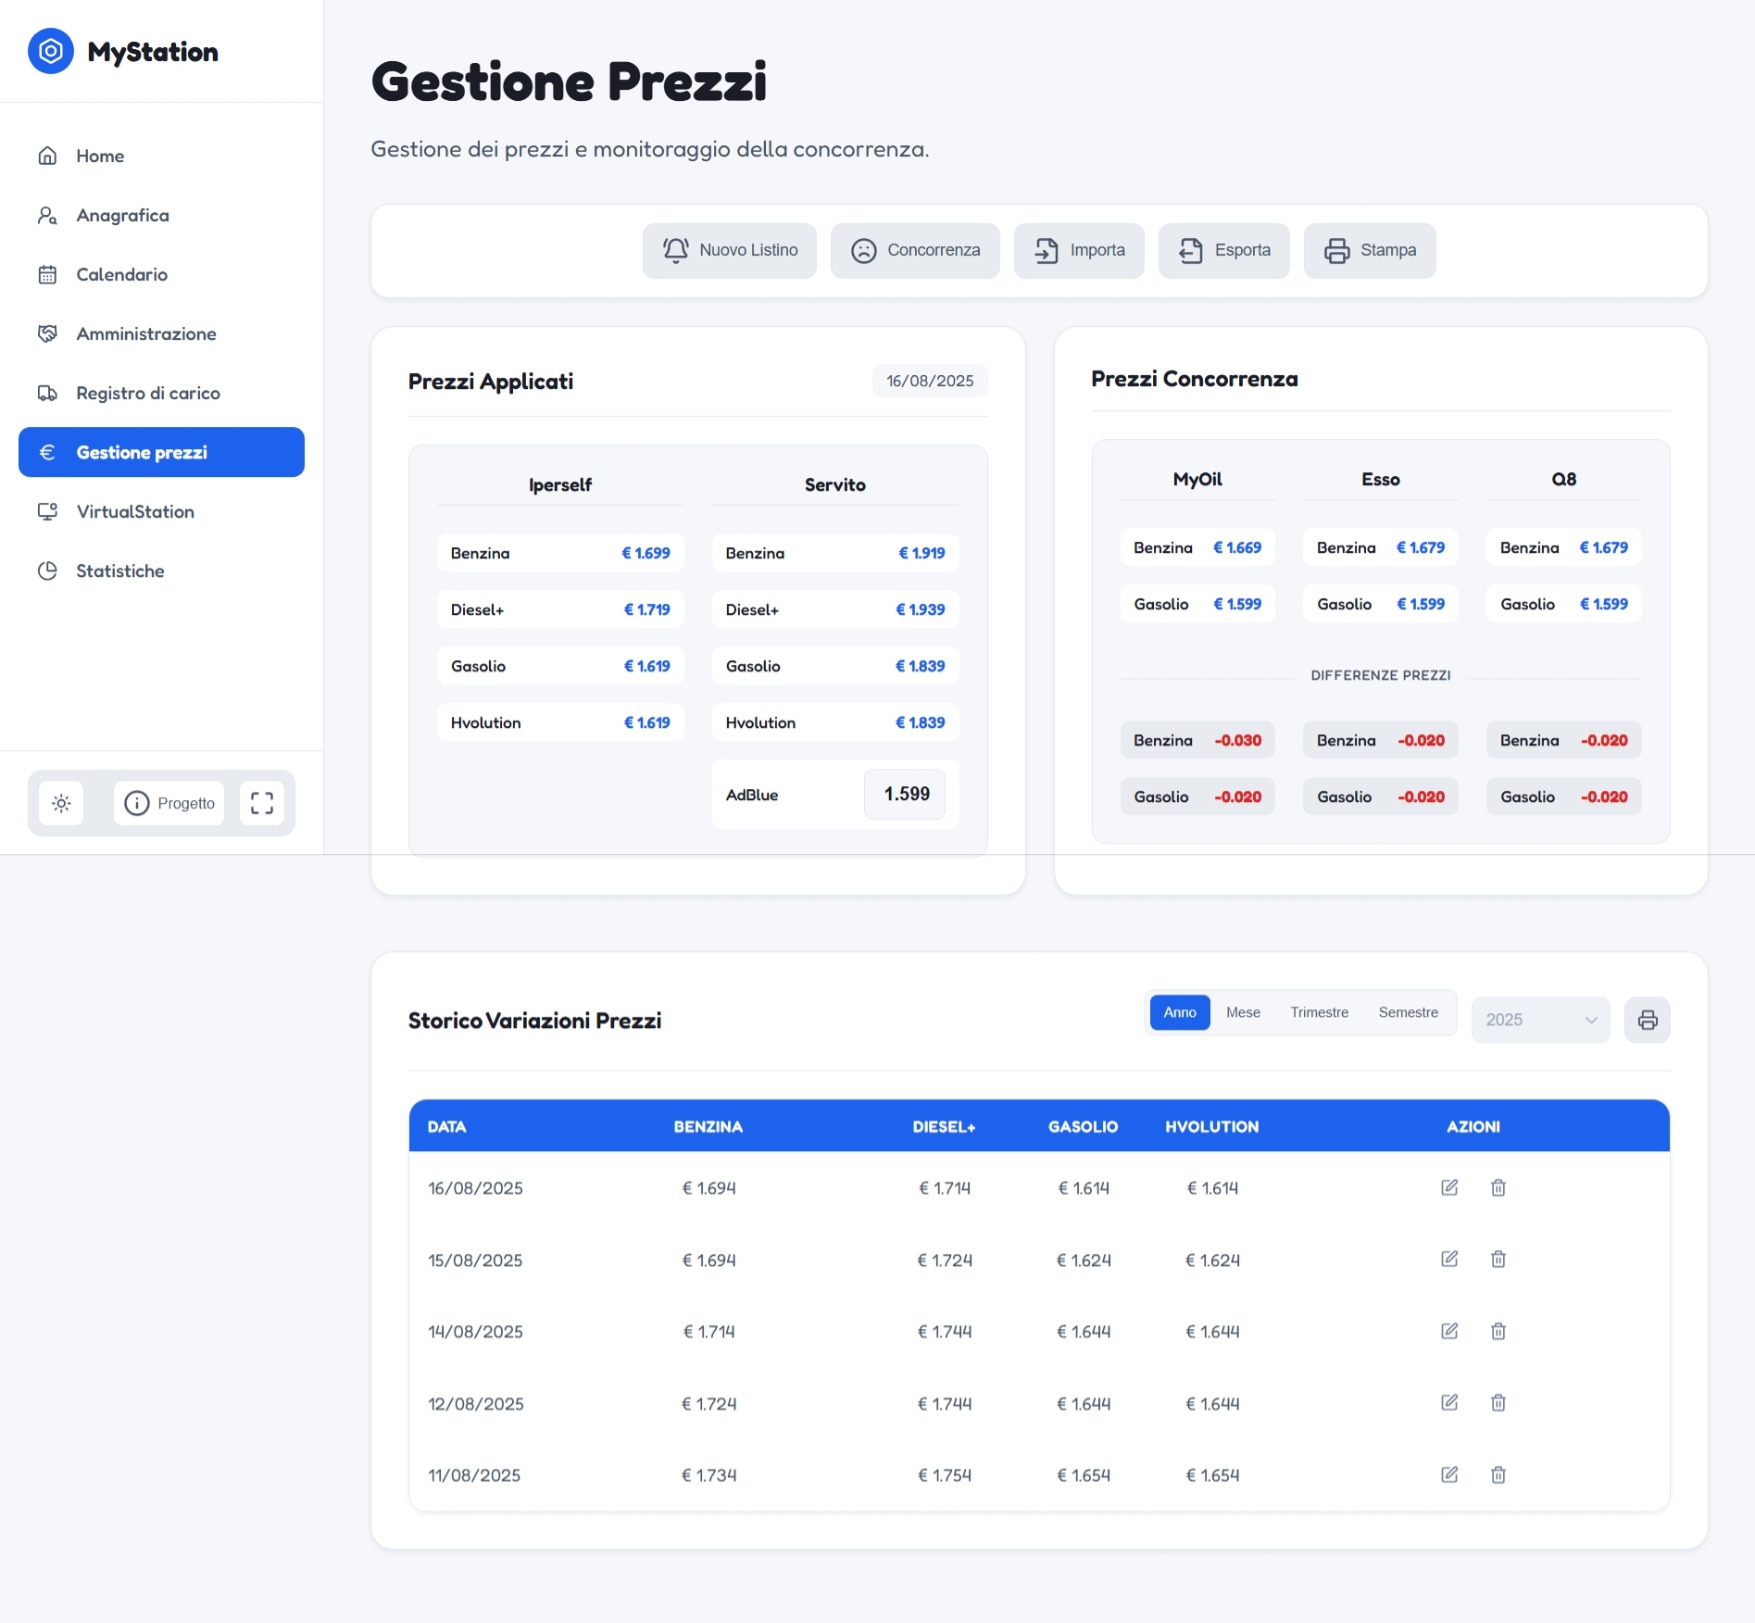 MyStation
Home
Anagrafica
Calendario
Amministrazione
Registro di carico
€ Gestione prezzi
VirtualStation
Statistiche
Progetto
Gestione Prezzi
Gestione dei prezzi e monitoraggio della concorrenza.
Nuovo Listino Concorrenza Importa Esporta Stampa
Prezzi Applicati 16/08/2025
Iperself Servito
Benzina € 1.699 Benzina € 1.919
Diesel+ € 1.719 Diesel+ € 1.939
Gasolio € 1.619 Gasolio € 1.839
Hvolution € 1.619 Hvolution € 1.839
AdBlue 1.599
Prezzi Concorrenza
MyOil Esso Q8
Benzina € 1.669 Benzina € 1.679 Benzina € 1.679
Gasolio € 1.599 Gasolio € 1.599 Gasolio € 1.599
DIFFERENZE PREZZI
Benzina -0.030 Benzina -0.020 Benzina -0.020
Gasolio -0.020 Gasolio -0.020 Gasolio -0.020
Storico Variazioni Prezzi Anno Mese Trimestre Semestre 2025
DATA BENZINA DIESEL+ GASOLIO HVOLUTION AZIONI
16/08/2025 € 1.694 € 1.714 € 1.614 € 1.614
15/08/2025 € 1.694 € 1.724 € 1.624 € 1.624
14/08/2025 € 1.714 € 1.744 € 1.644 € 1.644
12/08/2025 € 1.724 € 1.744 € 1.644 € 1.644
11/08/2025 € 1.734 € 1.754 € 1.654 € 1.654